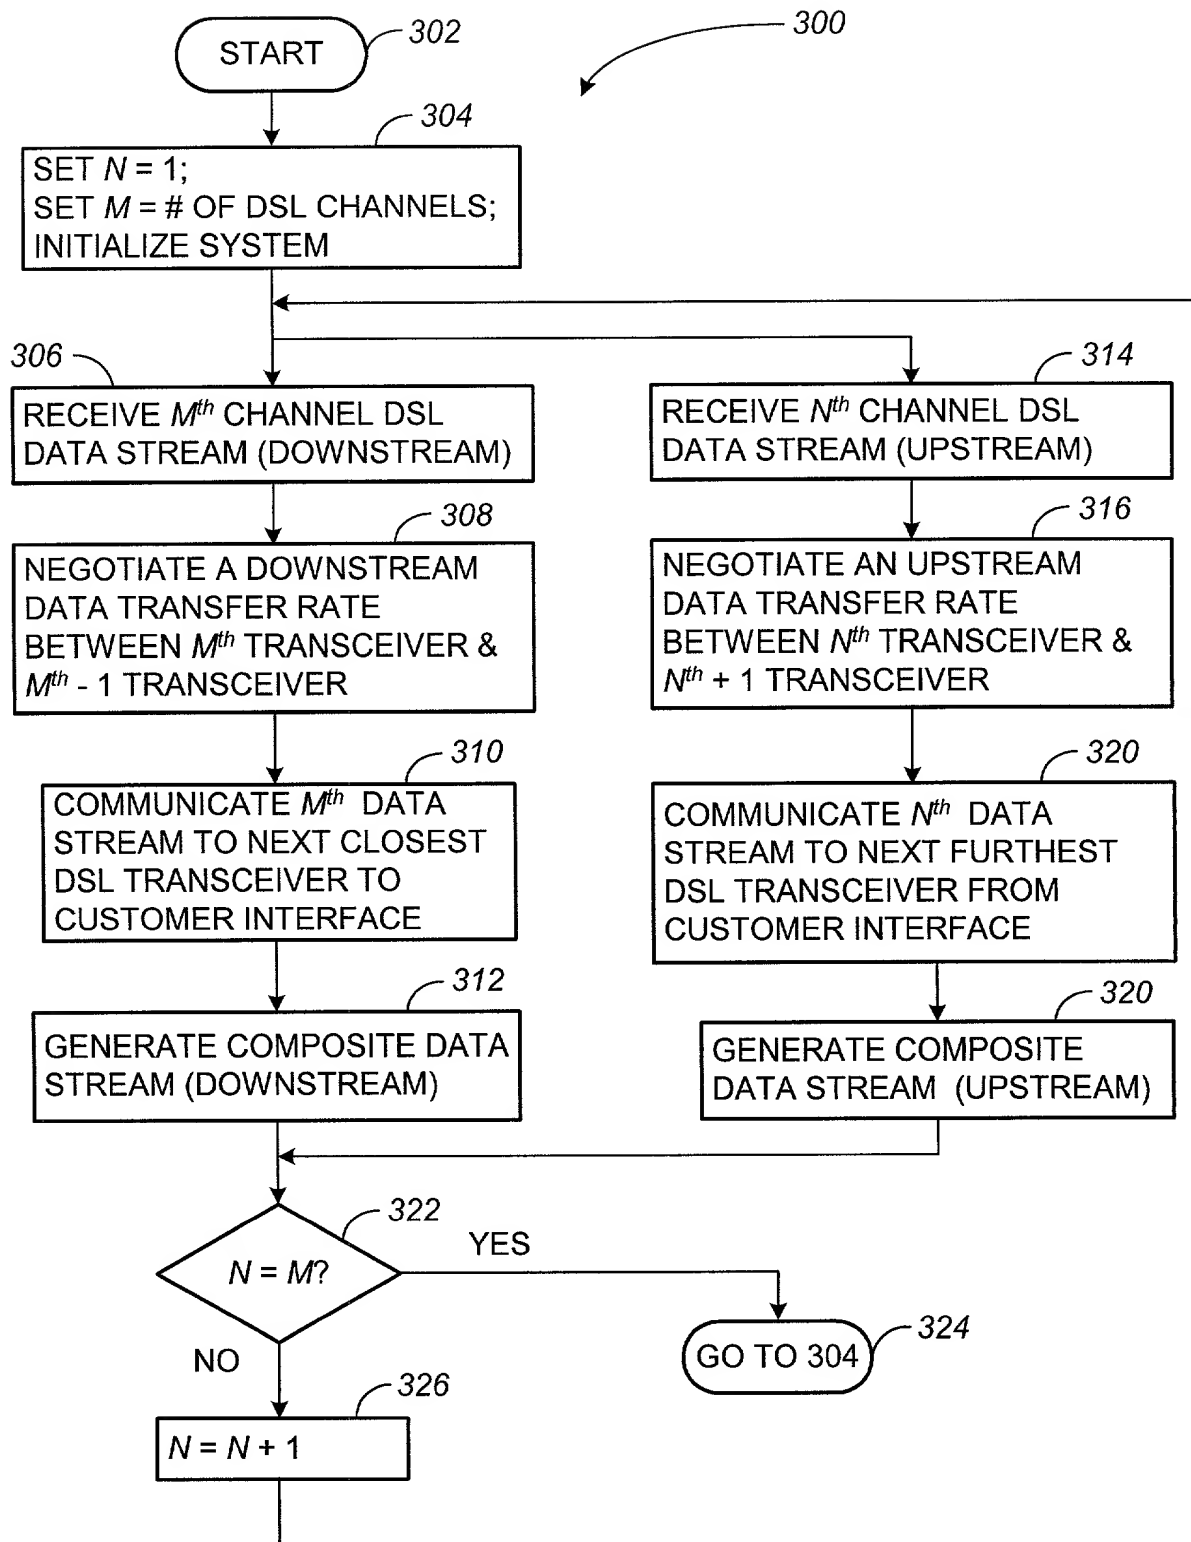 START
302
300
304
SET N = 1;
SET M = # OF DSL CHANNELS;
INITIALIZE SYSTEM
306
RECEIVE Mth CHANNEL DSL
DATA STREAM (DOWNSTREAM)
314
RECEIVE Nth CHANNEL DSL
DATA STREAM (UPSTREAM)
308
NEGOTIATE A DOWNSTREAM
DATA TRANSFER RATE
BETWEEN Mth TRANSCEIVER &
Mth - 1 TRANSCEIVER
316
NEGOTIATE AN UPSTREAM
DATA TRANSFER RATE
BETWEEN Nth TRANSCEIVER &
Nth + 1 TRANSCEIVER
310
COMMUNICATE Mth DATA
STREAM TO NEXT CLOSEST
DSL TRANSCEIVER TO
CUSTOMER INTERFACE
320
COMMUNICATE Nth DATA
STREAM TO NEXT FURTHEST
DSL TRANSCEIVER FROM
CUSTOMER INTERFACE
312
GENERATE COMPOSITE DATA
STREAM (DOWNSTREAM)
320
GENERATE COMPOSITE
DATA STREAM (UPSTREAM)
322
N = M?
YES
GO TO 304
324
NO
326
N = N + 1